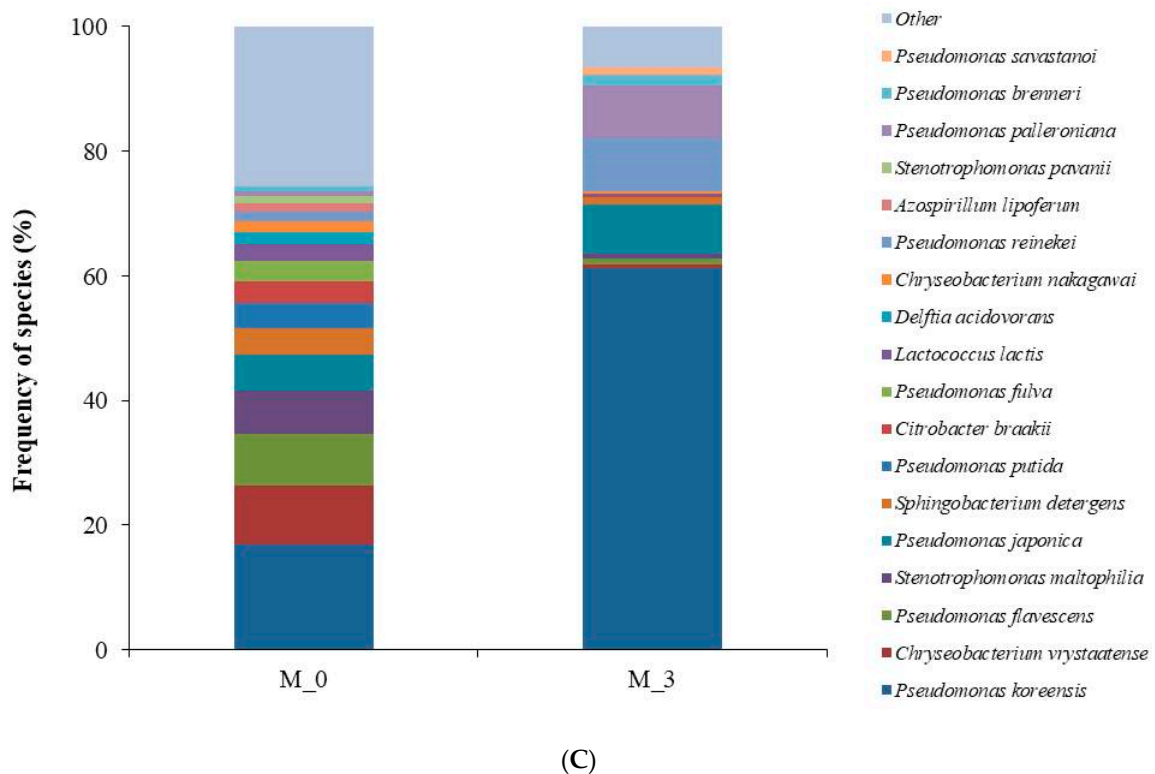 100
80
60
40
20
0
Frequency of species (%)
M_0
M_3
Other
Pseudomonas savastanoi
Pseudomonas brenneri
Pseudomonas palleroniana
Stenotrophomonas pavanii
Azospirillum lipoferum
Pseudomonas reinekei
Chryseobacterium nakagawai
Delftia acidovorans
Lactococcus lactis
Pseudomonas fulva
Citrobacter braakii
Pseudomonas putida
Sphingobacterium detergens
Pseudomonas japonica
Stenotrophomonas maltophilia
Pseudomonas flavescens
Chryseobacterium vrystaatense
Pseudomonas koreensis
(C)